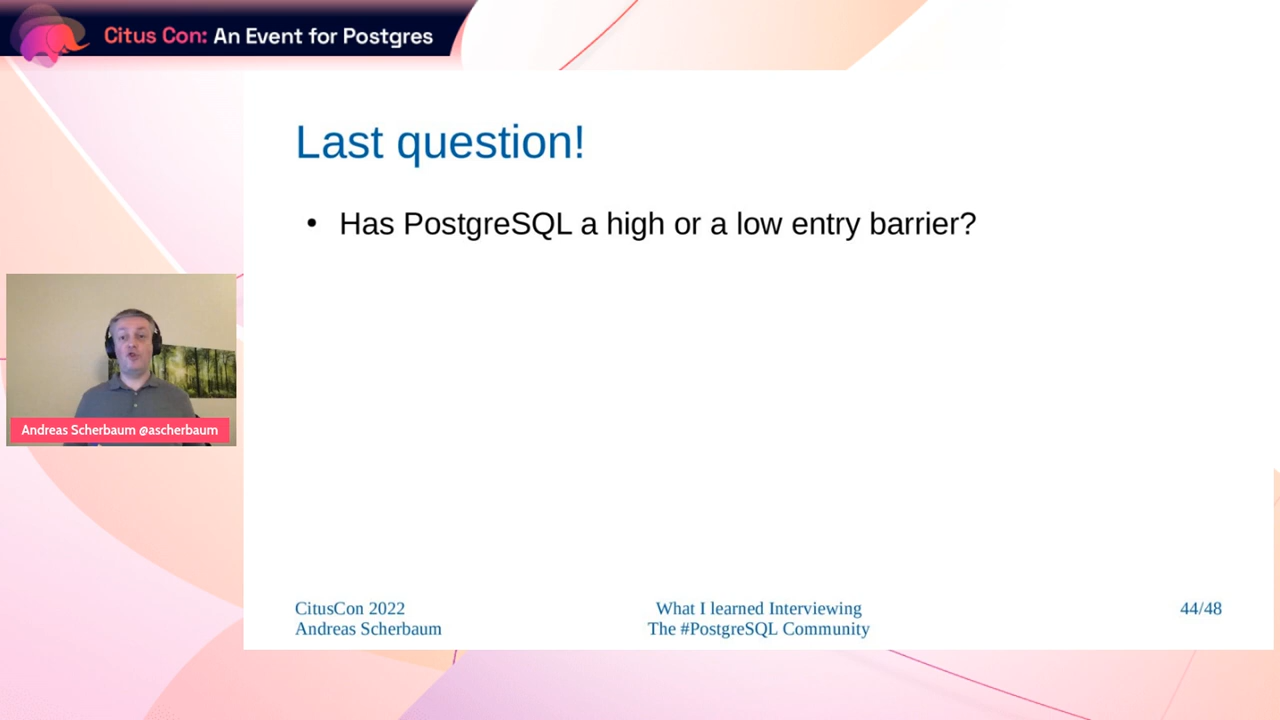 Citus Con: An Event for Postgres
Last question!
• Has PostgreSQL a high or a low entry barrier?
Andreas Scherbaum @ascherbaum
CitusCon 2022
Andreas Scherbaum
What I learned Interviewing
The #PostgreSQL Community
44/48